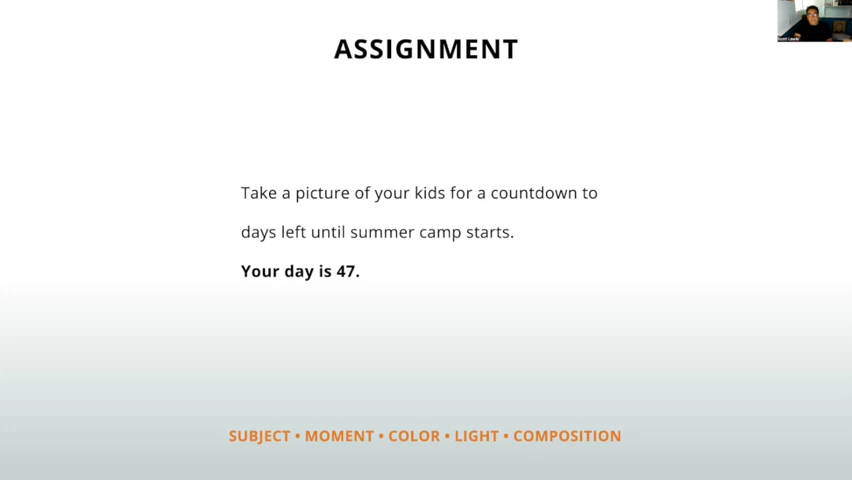 ASSIGNMENT
Take a picture of your kids for a countdown to
days left until summer camp starts.
Your day is 47.
SUBJECT • MOMENT • COLOR • LIGHT • COMPOSITION